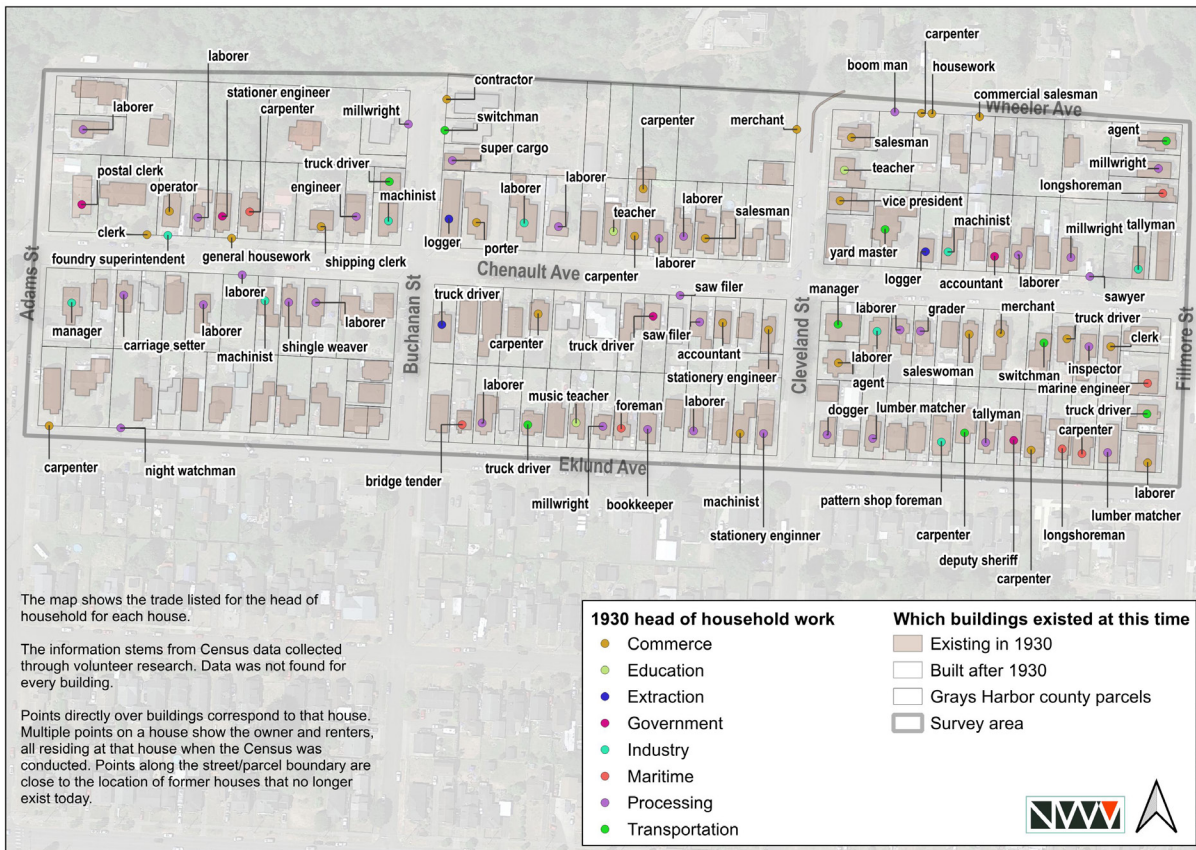 laborer
carpenter
boom man
housework
contractor
commercial salesman
stationer engineer
carpenter
millwright
laborer
switchman
carpenter
merchant
Wheeler Ave
agent
salesman
super cargo
teacher
millwright
postal clerk
truck driver
longshoreman
operator
engineer
machinist
laborer
laborer
laborer
teacher
salesman
vice president
machinist
millwright
tallyman
clerk
logger
porter
foundry superintendent
general housework
shipping clerk
Chenault Ave
carpenter
laborer
yard master
logger
accountant
laborer
sawyer
Adams St
Buchanan St
Cleveland St
Fillmore St
laborer
saw filer
manager
truck driver
laborer
grader
merchant
truck driver
clerk
manager
carriage setter
laborer
machinist
shingle weaver
laborer
carpenter
truck driver
saw filer
accountant
stationery engineer
laborer
agent
saleswoman
switchman
inspector
marine engineer
truck driver
laborer
music teacher
foreman
laborer
dogger
lumber matcher
tallyman
carpenter
carpenter
night watchman
bridge tender
truck driver
Eklund Ave
millwright
bookkeeper
machinist
stationery enginner
pattern shop foreman
carpenter
deputy sheriff
carpenter
longshoreman
lumber matcher
laborer
The map shows the trade listed for the head of
household for each house.
The information stems from Census data collected
through volunteer research. Data was not found for
every building.
Points directly over buildings correspond to that house.
Multiple points on a house show the owner and renters,
all residing at that house when the Census was
conducted. Points along the street/parcel boundary are
close to the location of former houses that no longer
exist today.
1930 head of household work
Commerce
Education
Extraction
Government
Industry
Maritime
Processing
Transportation
Which buildings existed at this time
Existing in 1930
Built after 1930
Grays Harbor county parcels
Survey area
NWV